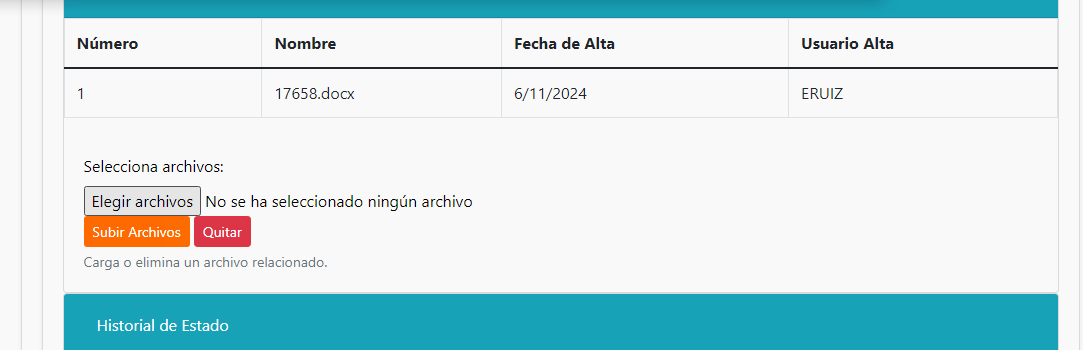 Número Nombre Fecha de Alta Usuario Alta
1 17658.docx 6/11/2024 ERUIZ
Selecciona archivos:
Elegir archivos No se ha seleccionado ningún archivo
Subir Archivos Quitar
Carga o elimina un archivo relacionado.
Historial de Estado